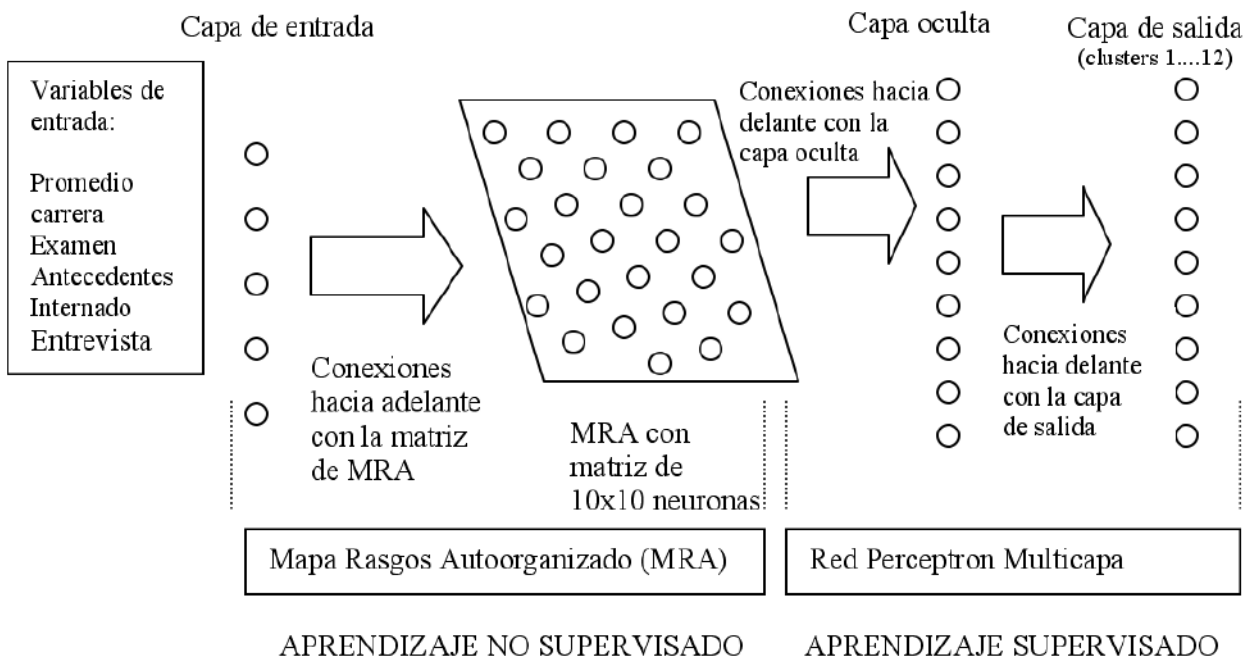 Capa de entrada
Capa oculta
Capa de salida
(clusters 1....12)
Variables de
entrada:
Promedio
carrera
Examen
Antecedentes
Internado
Entrevista
Conexiones hacia
delante con la
capa oculta
Conexiones
hacia adelante
con la matriz
de MRA
MRA con
matriz de
10x10 neuronas
Conexiones
hacia delante
con la capa
de salida
Mapa Rasgos Autoorganizado (MRA)
Red Perceptron Multicapa
APRENDIZAJE NO SUPERVISADO
APRENDIZAJE SUPERVISADO